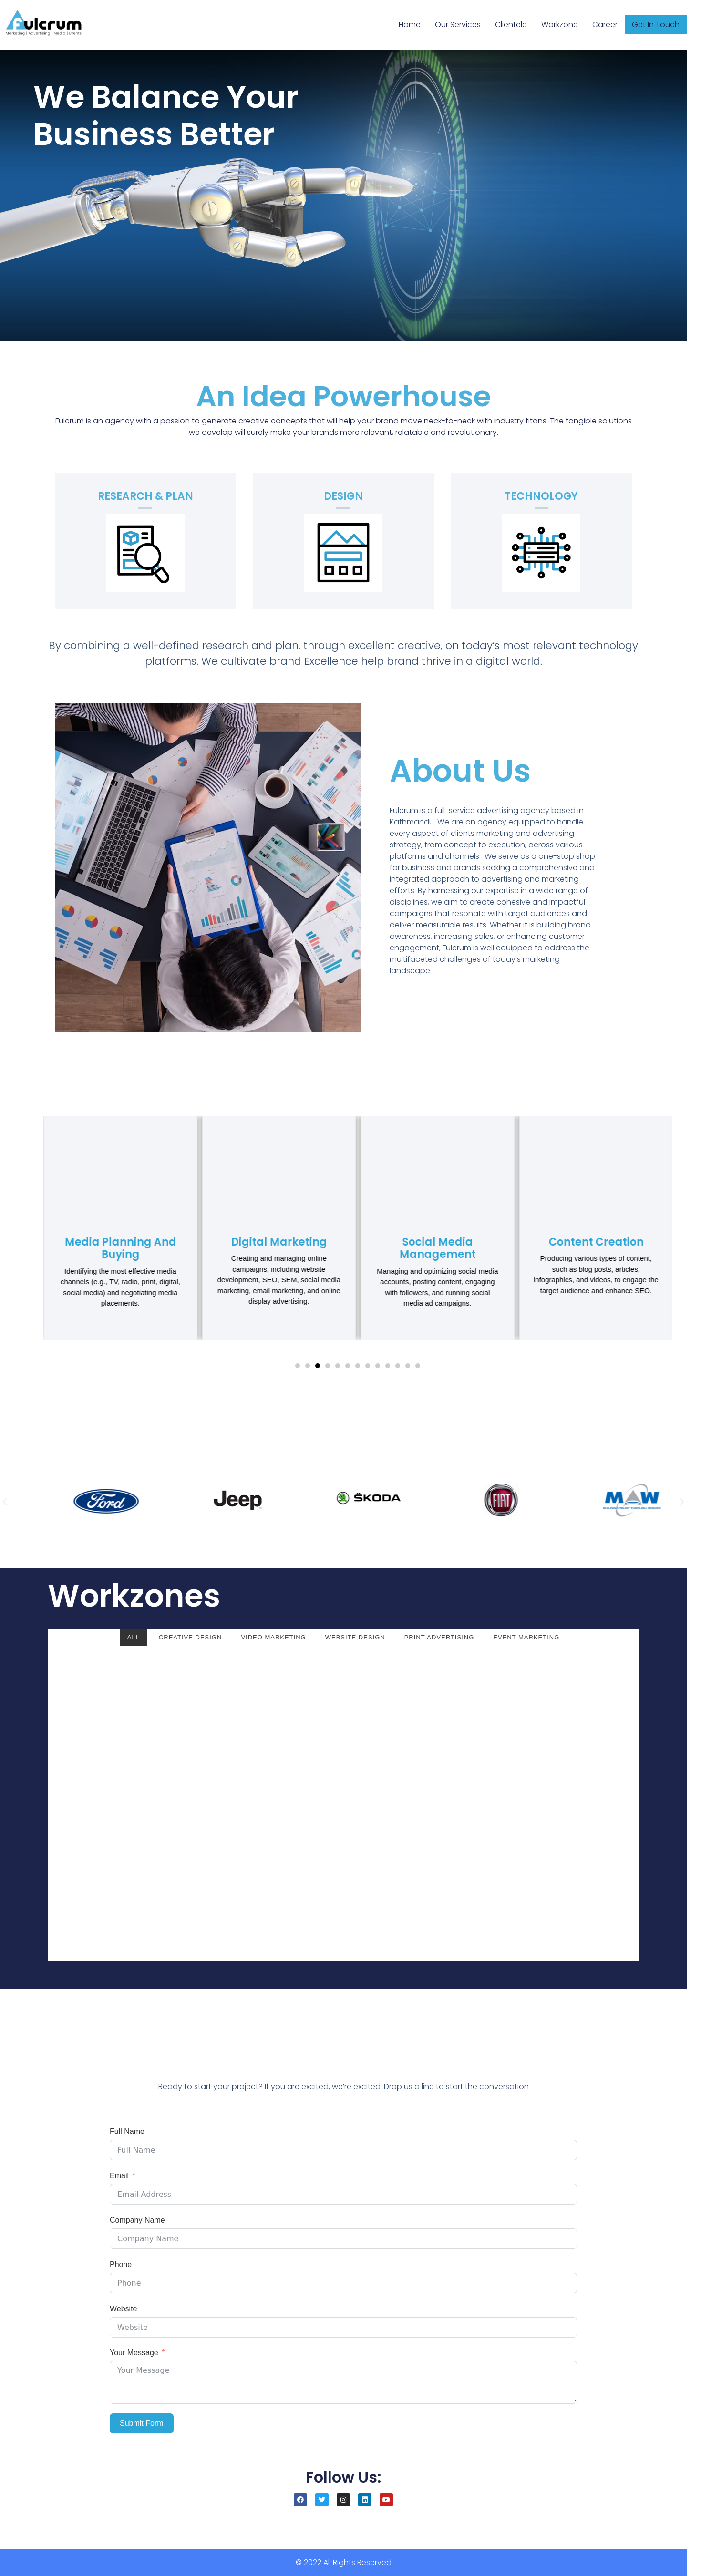 Fulcrum
Marketing / Advertising / Media / Events
Home
Our Services
Clientele
Workzone
Career
Get in Touch
We Balance Your
Business Better
An Idea Powerhouse
Fulcrum is an agency with a passion to generate creative concepts that will help your brand move neck-to-neck with industry titans. The tangible solutions
we develop will surely make your brands more relevant, relatable and revolutionary.
RESEARCH & PLAN
DESIGN
TECHNOLOGY
By combining a well-defined research and plan, through excellent creative, on today's most relevant technology
platforms. We cultivate brand Excellence help brand thrive in a digital world.
About Us
Fulcrum is a full-service advertising agency based in
Kathmandu. We are an agency equipped to handle
every aspect of clients marketing and advertising
strategy, from concept to execution, across various
platforms and channels. We serve as a one-stop shop
for business and brands seeking a comprehensive and
integrated approach to advertising and marketing
efforts. By harnessing our expertise in a wide range of
disciplines, we aim to create cohesive and impactful
campaigns that resonate with target audiences and
deliver measurable results. Whether it is building brand
awareness, increasing sales, or enhancing customer
engagement, Fulcrum is well equipped to address the
multifaceted challenges of today's marketing
landscape.
Media Planning And
Buying
Identifying the most effective media
channels (e.g., TV, radio, print, digital,
social media) and negotiating media
placements.
Digital Marketing
Creating and managing online
campaigns, including website
development, SEO, SEM, social media
marketing, email marketing, and online
display advertising.
Social Media
Management
Managing and optimizing social media
accounts, posting content, engaging
with followers, and running social
media ad campaigns.
Content Creation
Producing various types of content,
such as blog posts, articles,
infographics, and videos, to engage the
target audience and enhance SEO.
Ford
Jeep
ŠKODA
FIAT
MAW
Workzones
ALL
CREATIVE DESIGN
VIDEO MARKETING
WEBSITE DESIGN
PRINT ADVERTISING
EVENT MARKETING
Ready to start your project? If you are excited, we're excited. Drop us a line to start the conversation
Full Name
Full Name
Email *
Email Address
Company Name
Company Name
Phone
Phone
Website
Website
Your Message *
Your Message
Submit Form
Follow Us:
© 2022 All Rights Reserved